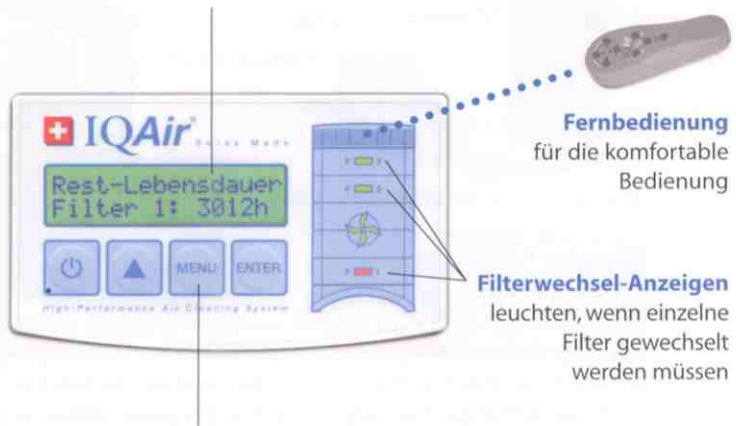 IQAir
Swiss Made
Rest-Lebensdauer
Filter 1: 3012h
MENU
ENTER
High-Performance Air Cleaning System
Fernbedienung
für die komfortable
Bedienung
Filterwechsel-Anzeigen
leuchten, wenn einzelne
Filter gewechselt
werden müssen